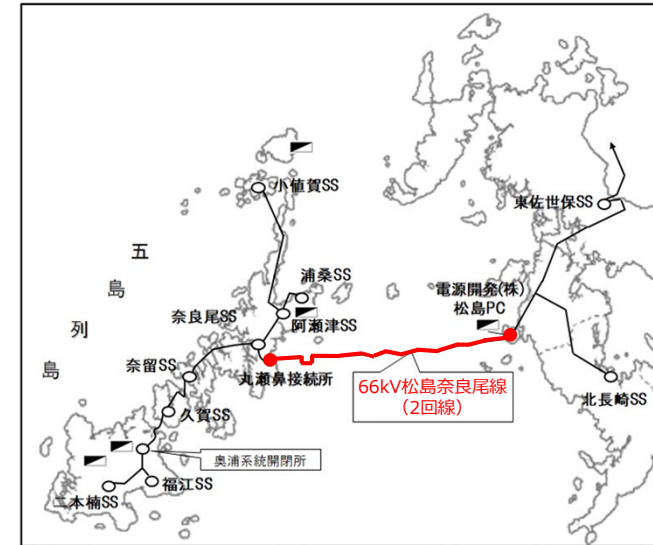 小値賀SS
東佐世保SS
五島列島
浦桑SS
電源開発(株)
松島PC
奈良尾SS
阿瀬津SS
奈留SS
丸瀬鼻接続所
66kV松島奈良尾線
（2回線）
北長崎SS
久賀SS
奥浦系統開閉所
福江SS
二本楠SS